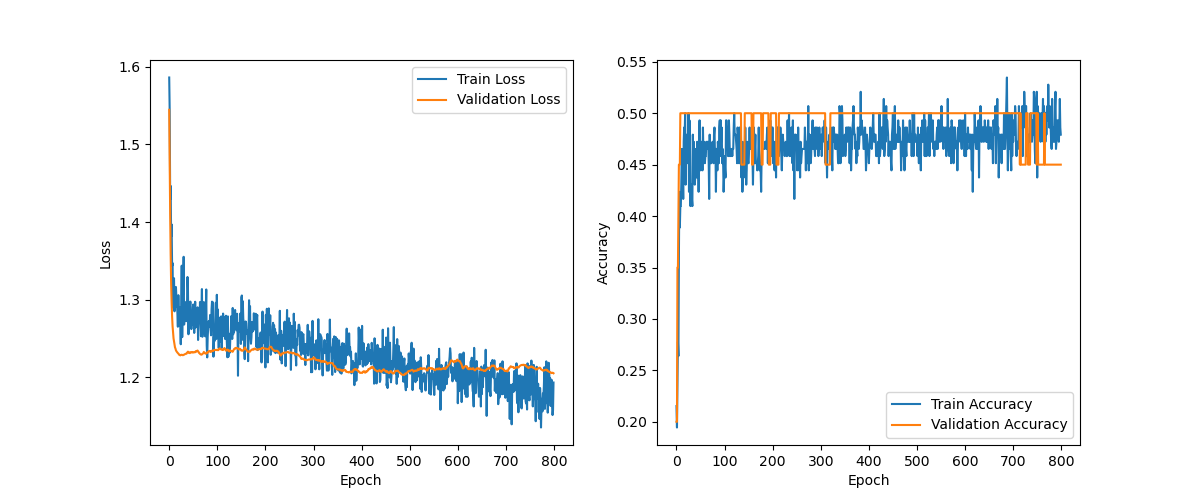 1.6
1.5
1.4
1.3
1.2
Loss
0 100 200 300 400 500 600 700 800
Epoch
Train Loss
Validation Loss
0.55
0.50
0.45
0.40
0.35
0.30
0.25
0.20
Accuracy
0 100 200 300 400 500 600 700 800
Epoch
Train Accuracy
Validation Accuracy